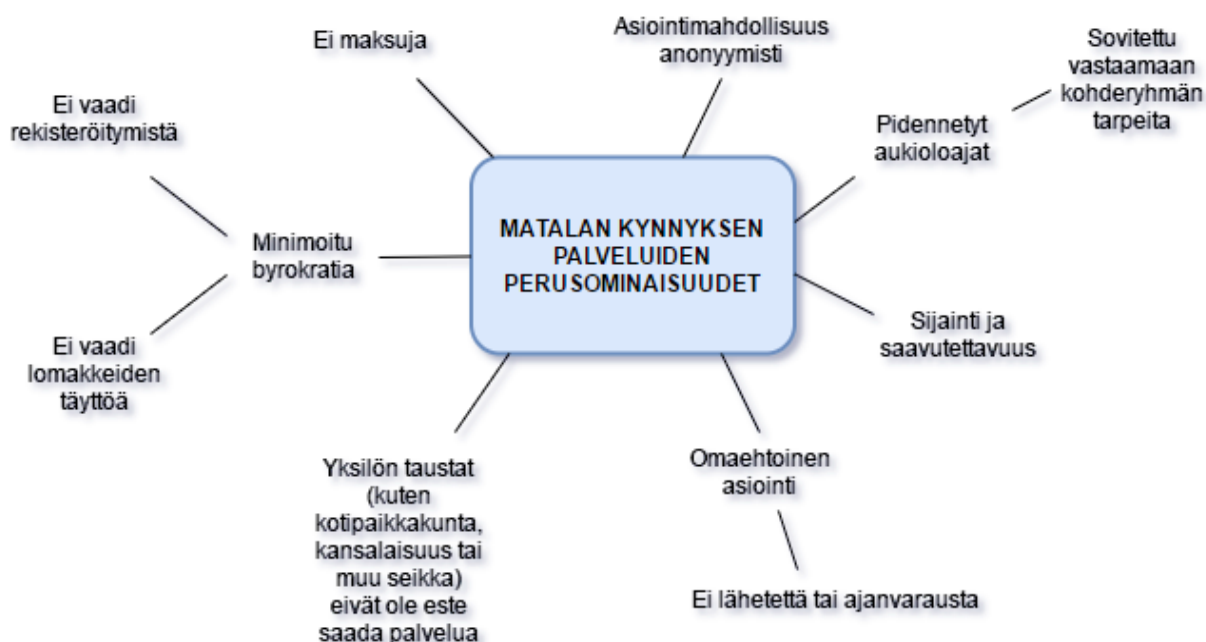 Ei maksuja
Asiointimahdollisuus
anonyymisti
Sovitettu
vastaamaan
kohderyhmän
tarpeita
Ei vaadi
rekisteröitymistä
Pidennetyt
aukioloajat
MATALAN KYNNYKSEN
PALVELUIDEN
PERUSOMINAISUUDET
Minimoitu
byrokratia
Sijainti ja
saavutettavuus
Ei vaadi
lomakkeiden
täyttöä
Yksilön taustat
(kuten
kotipaikkakunta,
kansalaisuus tai
muu seikka)
eivät ole este
saada palvelua
Omaehtoinen
asiointi
Ei lähetettä tai ajanvarausta